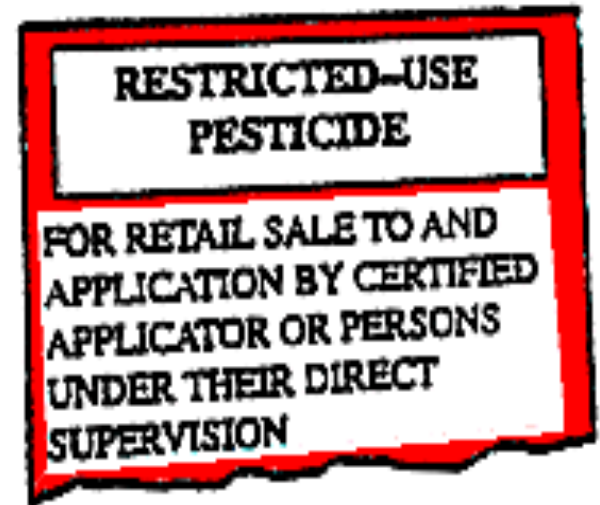 RESTRICTED-USE
PESTICIDE
FOR RETAIL SALE TO AND
APPLICATION BY CERTIFIED
APPLICATOR OR PERSONS
UNDER THEIR DIRECT
SUPERVISION